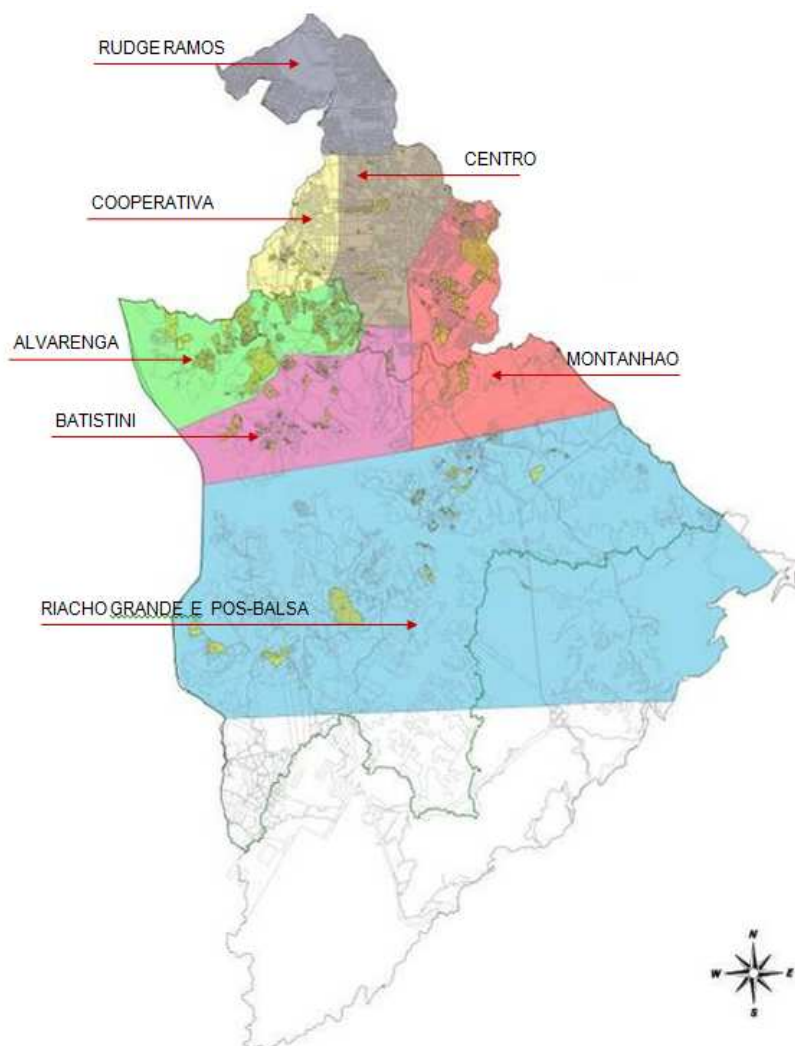 RUDGE RAMOS
CENTRO
COOPERATIVA
ALVARENGA
MONTANHAO
BATISTINI
RIACHO GRANDE E POS-BALSA
N
W E
S